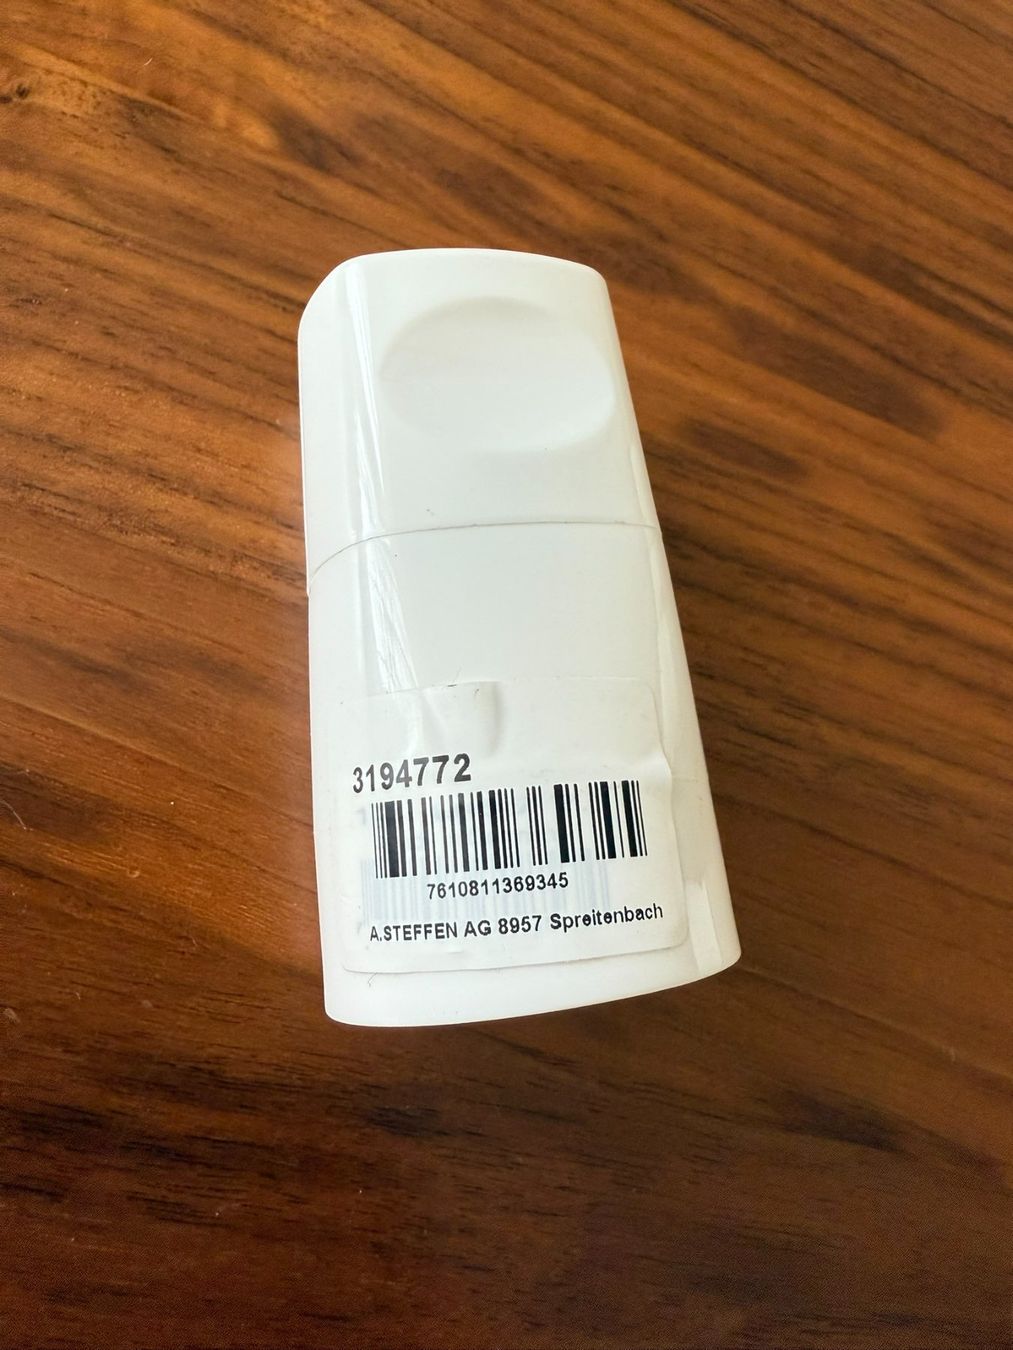 3194772
7610811369345
A.STEFFEN AG 8957 Spreitenbach